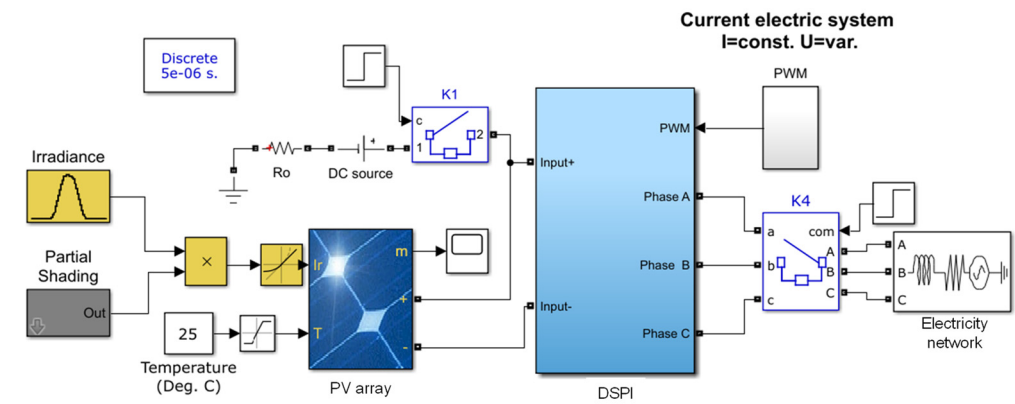 Current electric system
I=const. U=var.
Discrete
5e-06 s.
PWM
K1
c
1
2
Ro
DC source
Irradiance
Partial
Shading
Out
×
Ir
m
+
T
-
25
Temperature
(Deg. C)
PV array
PWM
Input+
Phase A
Phase B
Input-
Phase C
DSPI
K4
a
com
A
b
B
c
C
A
B
C
Electricity
network